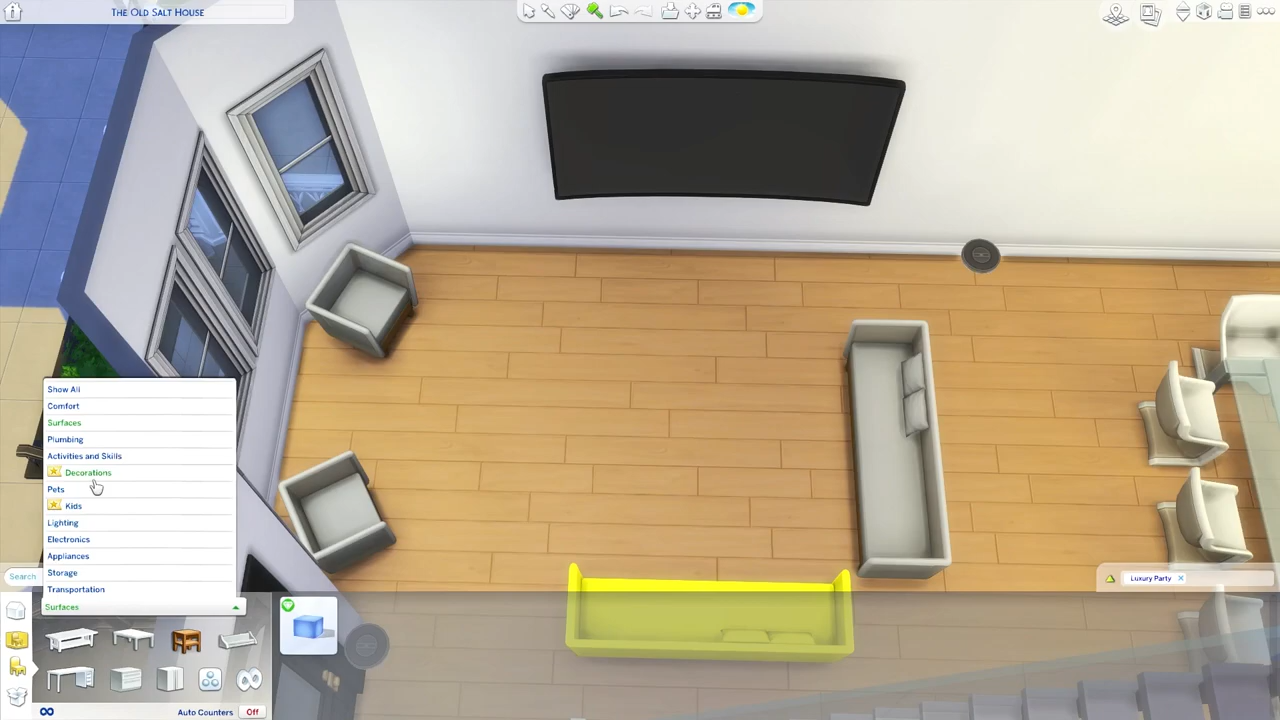 The Old Salt House
Show All
Comfort
Surfaces
Plumbing
Activities and Skills
Decorations
Pets
Kids
Lighting
Electronics
Appliances
Storage
Transportation
Search
Surfaces
Luxury Party
Auto Counters Off